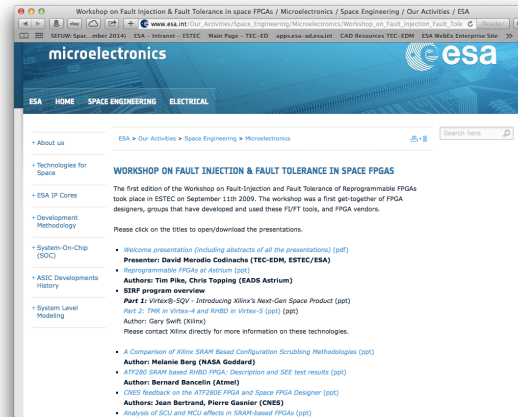 Workshop on Fault Injection & Fault Tolerance in space FPGAs / Microelectronics / Space Engineering / Our Activities / ESA
ebay
www.esa.int/Our_Activities/Space_Engineering/Microelectronics/Workshop_on_Fault_Injection_Fault_Tole
Reader
SEFUW: Spac...mber 2014)
ESA - Intranet - ESTEC
Main Page - TEC-ED
apps.esa-ad.esa.int
CAD Resources TEC-EDM
ESA WebEx Enterprise Site
>>
microelectronics
esa
ESA
HOME
SPACE ENGINEERING
ELECTRICAL
ESA > Our Activities > Space Engineering > Microelectronics
Search here
+ About us
+ Technologies for
Space
+ ESA IP Cores
+ Development
Methodology
+ System-On-Chip
(SOC)
+ ASIC Developments
History
+ System Level
Modeling
WORKSHOP ON FAULT INJECTION & FAULT TOLERANCE IN SPACE FPGAS
The first edition of the Workshop on Fault-Injection and Fault Tolerance of Reprogrammable FPGAs
took place in ESTEC on September 11th 2009. The workshop was a first get-together of FPGA
designers, groups that have developed and used these FI/FT tools, and FPGA vendors.
Please click on the titles to open/download the presentations.
Welcome presentation (including abstracts of all the presentations) (pdf)
Presenter: David Merodio Codinachs (TEC-EDM, ESTEC/ESA)
Reprogrammable FPGAs at Astrium (ppt)
Authors: Tim Pike, Chris Topping (EADS Astrium)
SIRF program overview
Part 1: Virtex®-5QV - Introducing Xilinx's Next-Gen Space Product (ppt)
Part 2: TMR in Virtex-4 and RHBD in Virtex-5 (ppt) (ppt)
Author: Gary Swift (Xilinx)
Please contact Xilinx directly for more information on these technologies.
A Comparison of Xilinx SRAM Based Configuration Scrubbing Methodologies (ppt)
Author: Melanie Berg (NASA Goddard)
ATF280 SRAM based RHBD FPGA: Description and SEE test results (ppt)
Author: Bernard Bancelin (Atmel)
CNES feedback on the ATF280E FPGA and Space FPGA Designer (ppt)
Authors: Jean Bertrand, Pierre Gasnier (CNES)
Analysis of SCU and MCU effects in SRAM-based FPGAs (ppt)